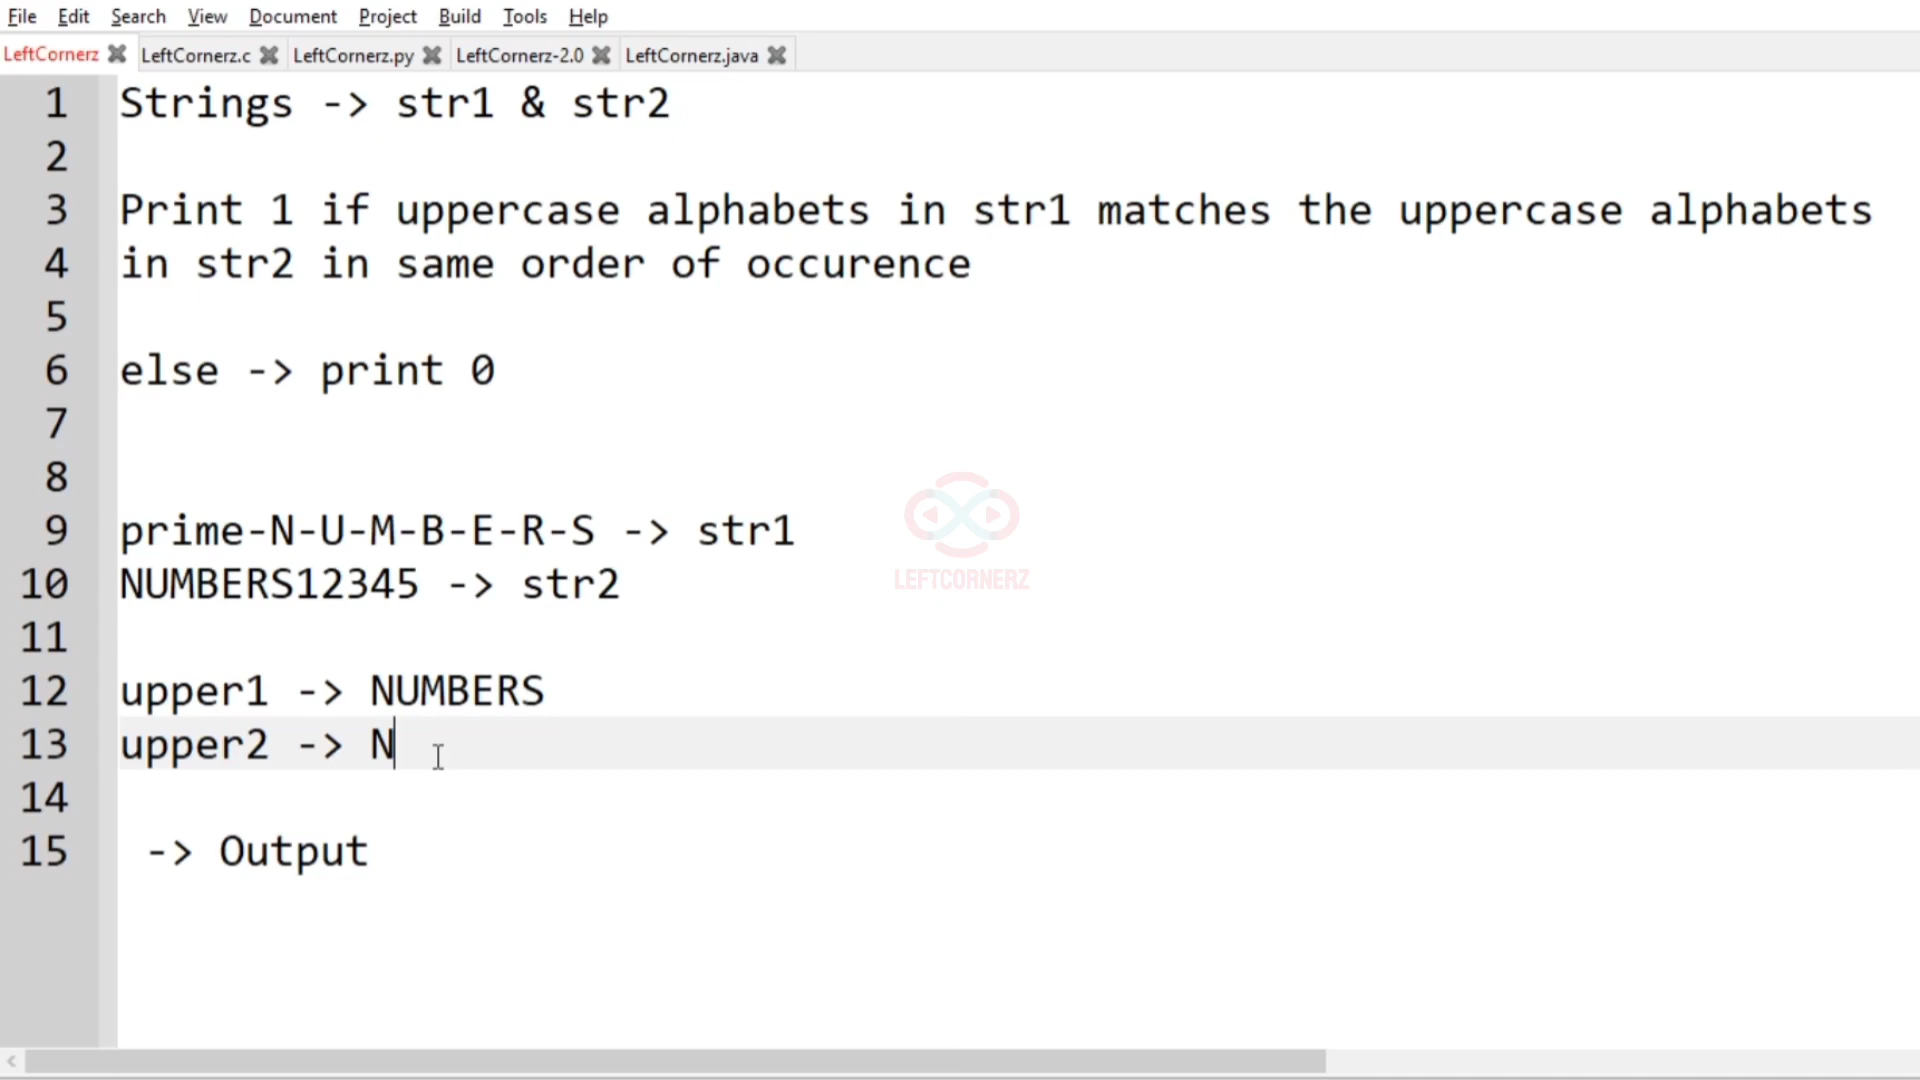 File Edit Search View Document Project Build Tools Help
LeftCornerz LeftCornerz.c LeftCornerz.py LeftCornerz-2.0 LeftCornerz.java
1 Strings -> str1 & str2
2
3 Print 1 if uppercase alphabets in str1 matches the uppercase alphabets
4 in str2 in same order of occurence
5
6 else -> print 0
7
8
9 prime-N-U-M-B-E-R-S -> str1
10 NUMBERS12345 -> str2
11
12 upper1 -> NUMBERS
13 upper2 -> N
14
15 -> Output
LEFTCORNERZ